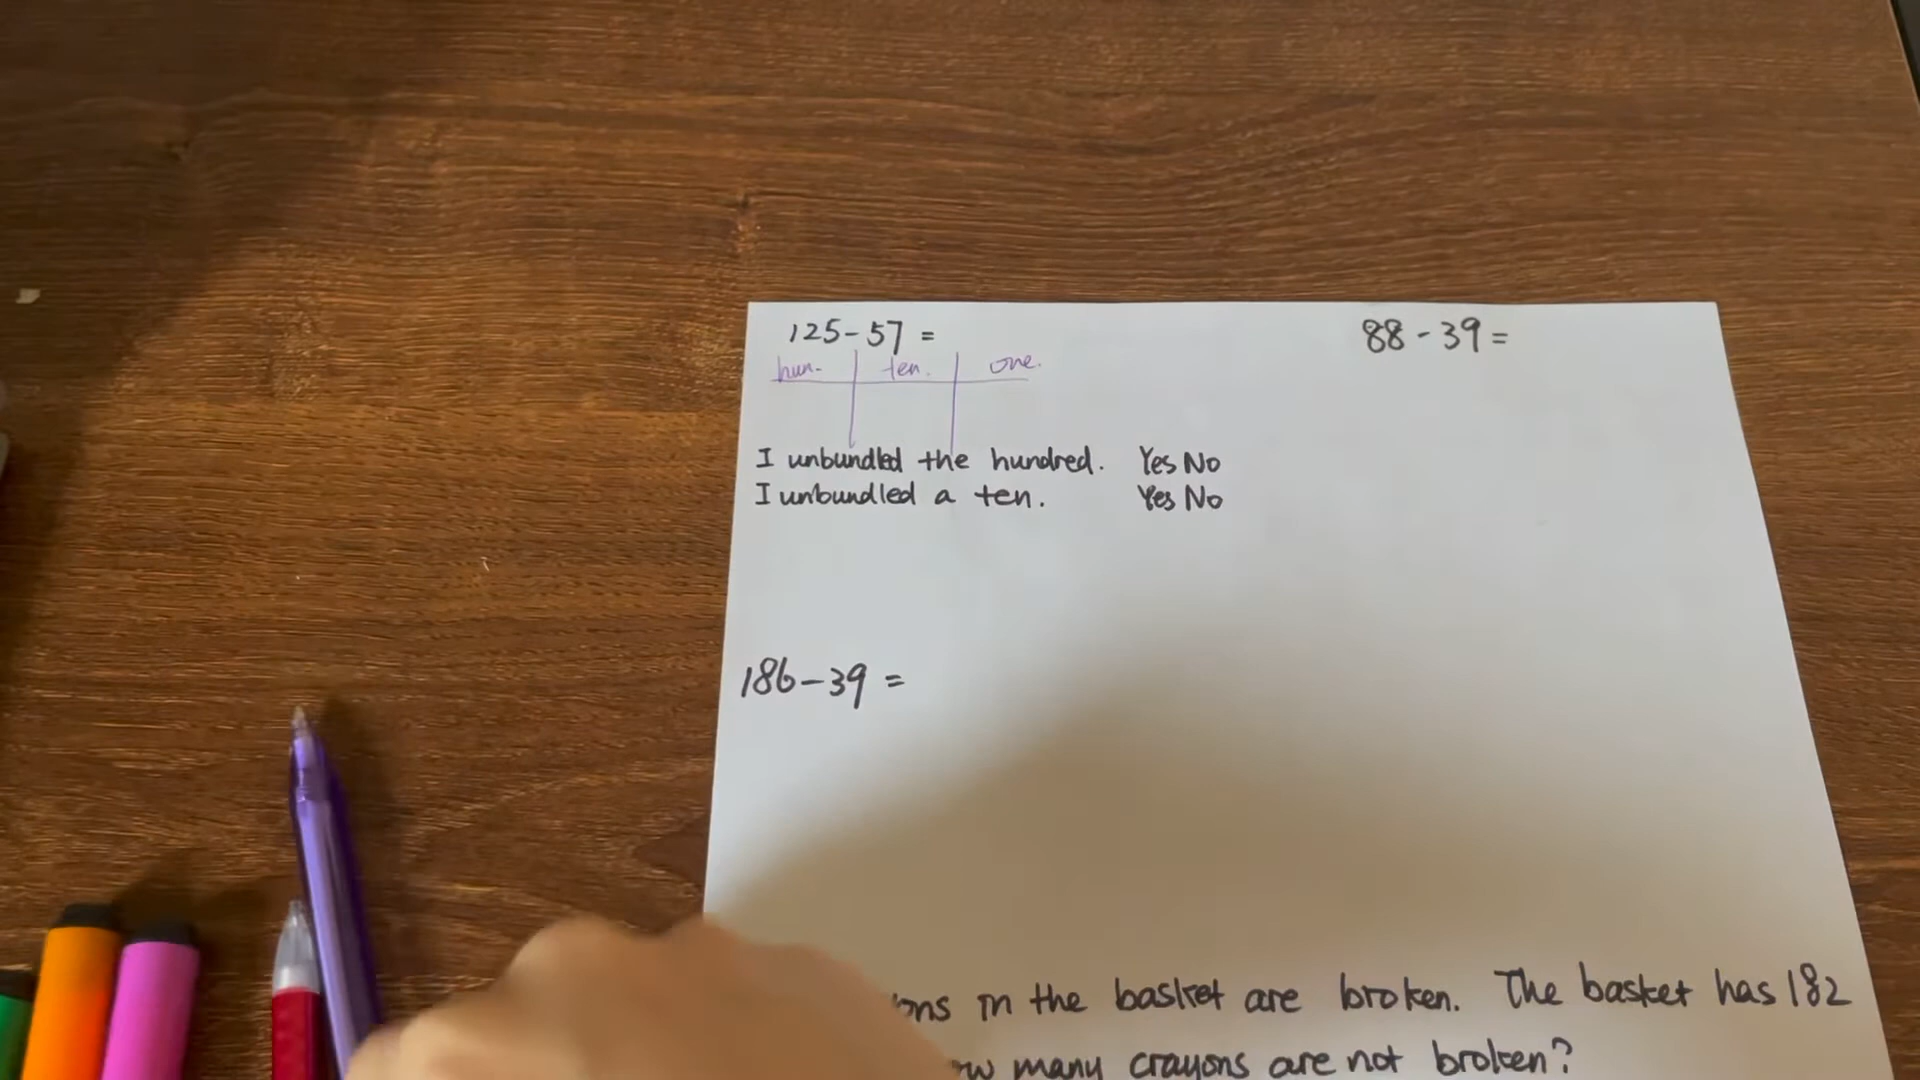 125-57 =
88-39=
hun. ten. one.
I unbundled the hundred. Yes No
I unbundled a ten. Yes No
186-39 =
in the basket are broken. The basket has 182
many crayons are not broken?